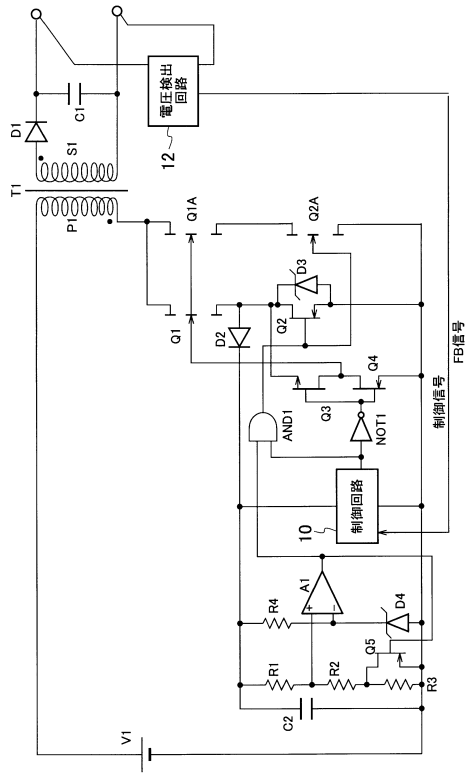 V1
T1
P1
S1
D1
C1
電圧検出
回路
12
Q1
Q1A
Q2A
D2
Q2
D3
Q3
Q4
AND1
NOT1
制御回路
10
制御信号
FB信号
A1
+
−
R4
D4
R1
R2
R3
Q5
C2